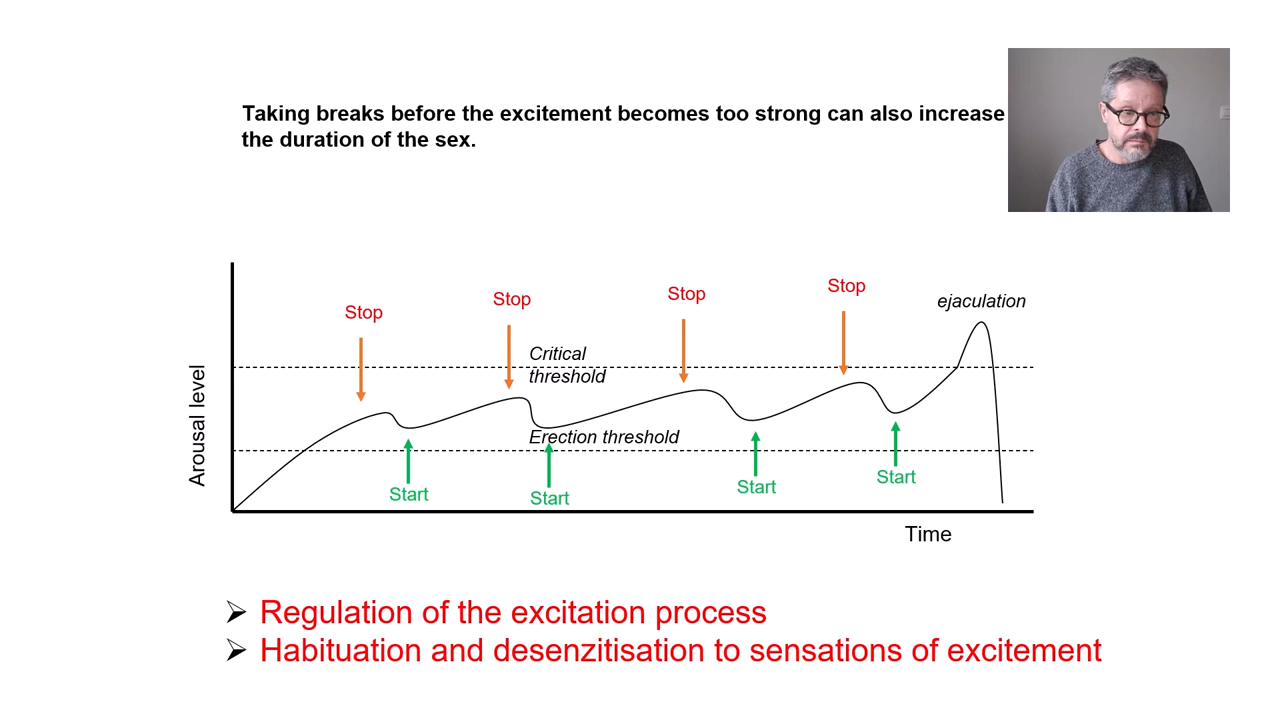 Taking breaks before the excitement becomes too strong can also increase
the duration of the sex.
Stop
Stop
Stop
Stop
ejaculation
Critical
threshold
Erection threshold
Arousal level
Start
Start
Start
Start
Time
➢ Regulation of the excitation process
➢ Habituation and desenzitisation to sensations of excitement